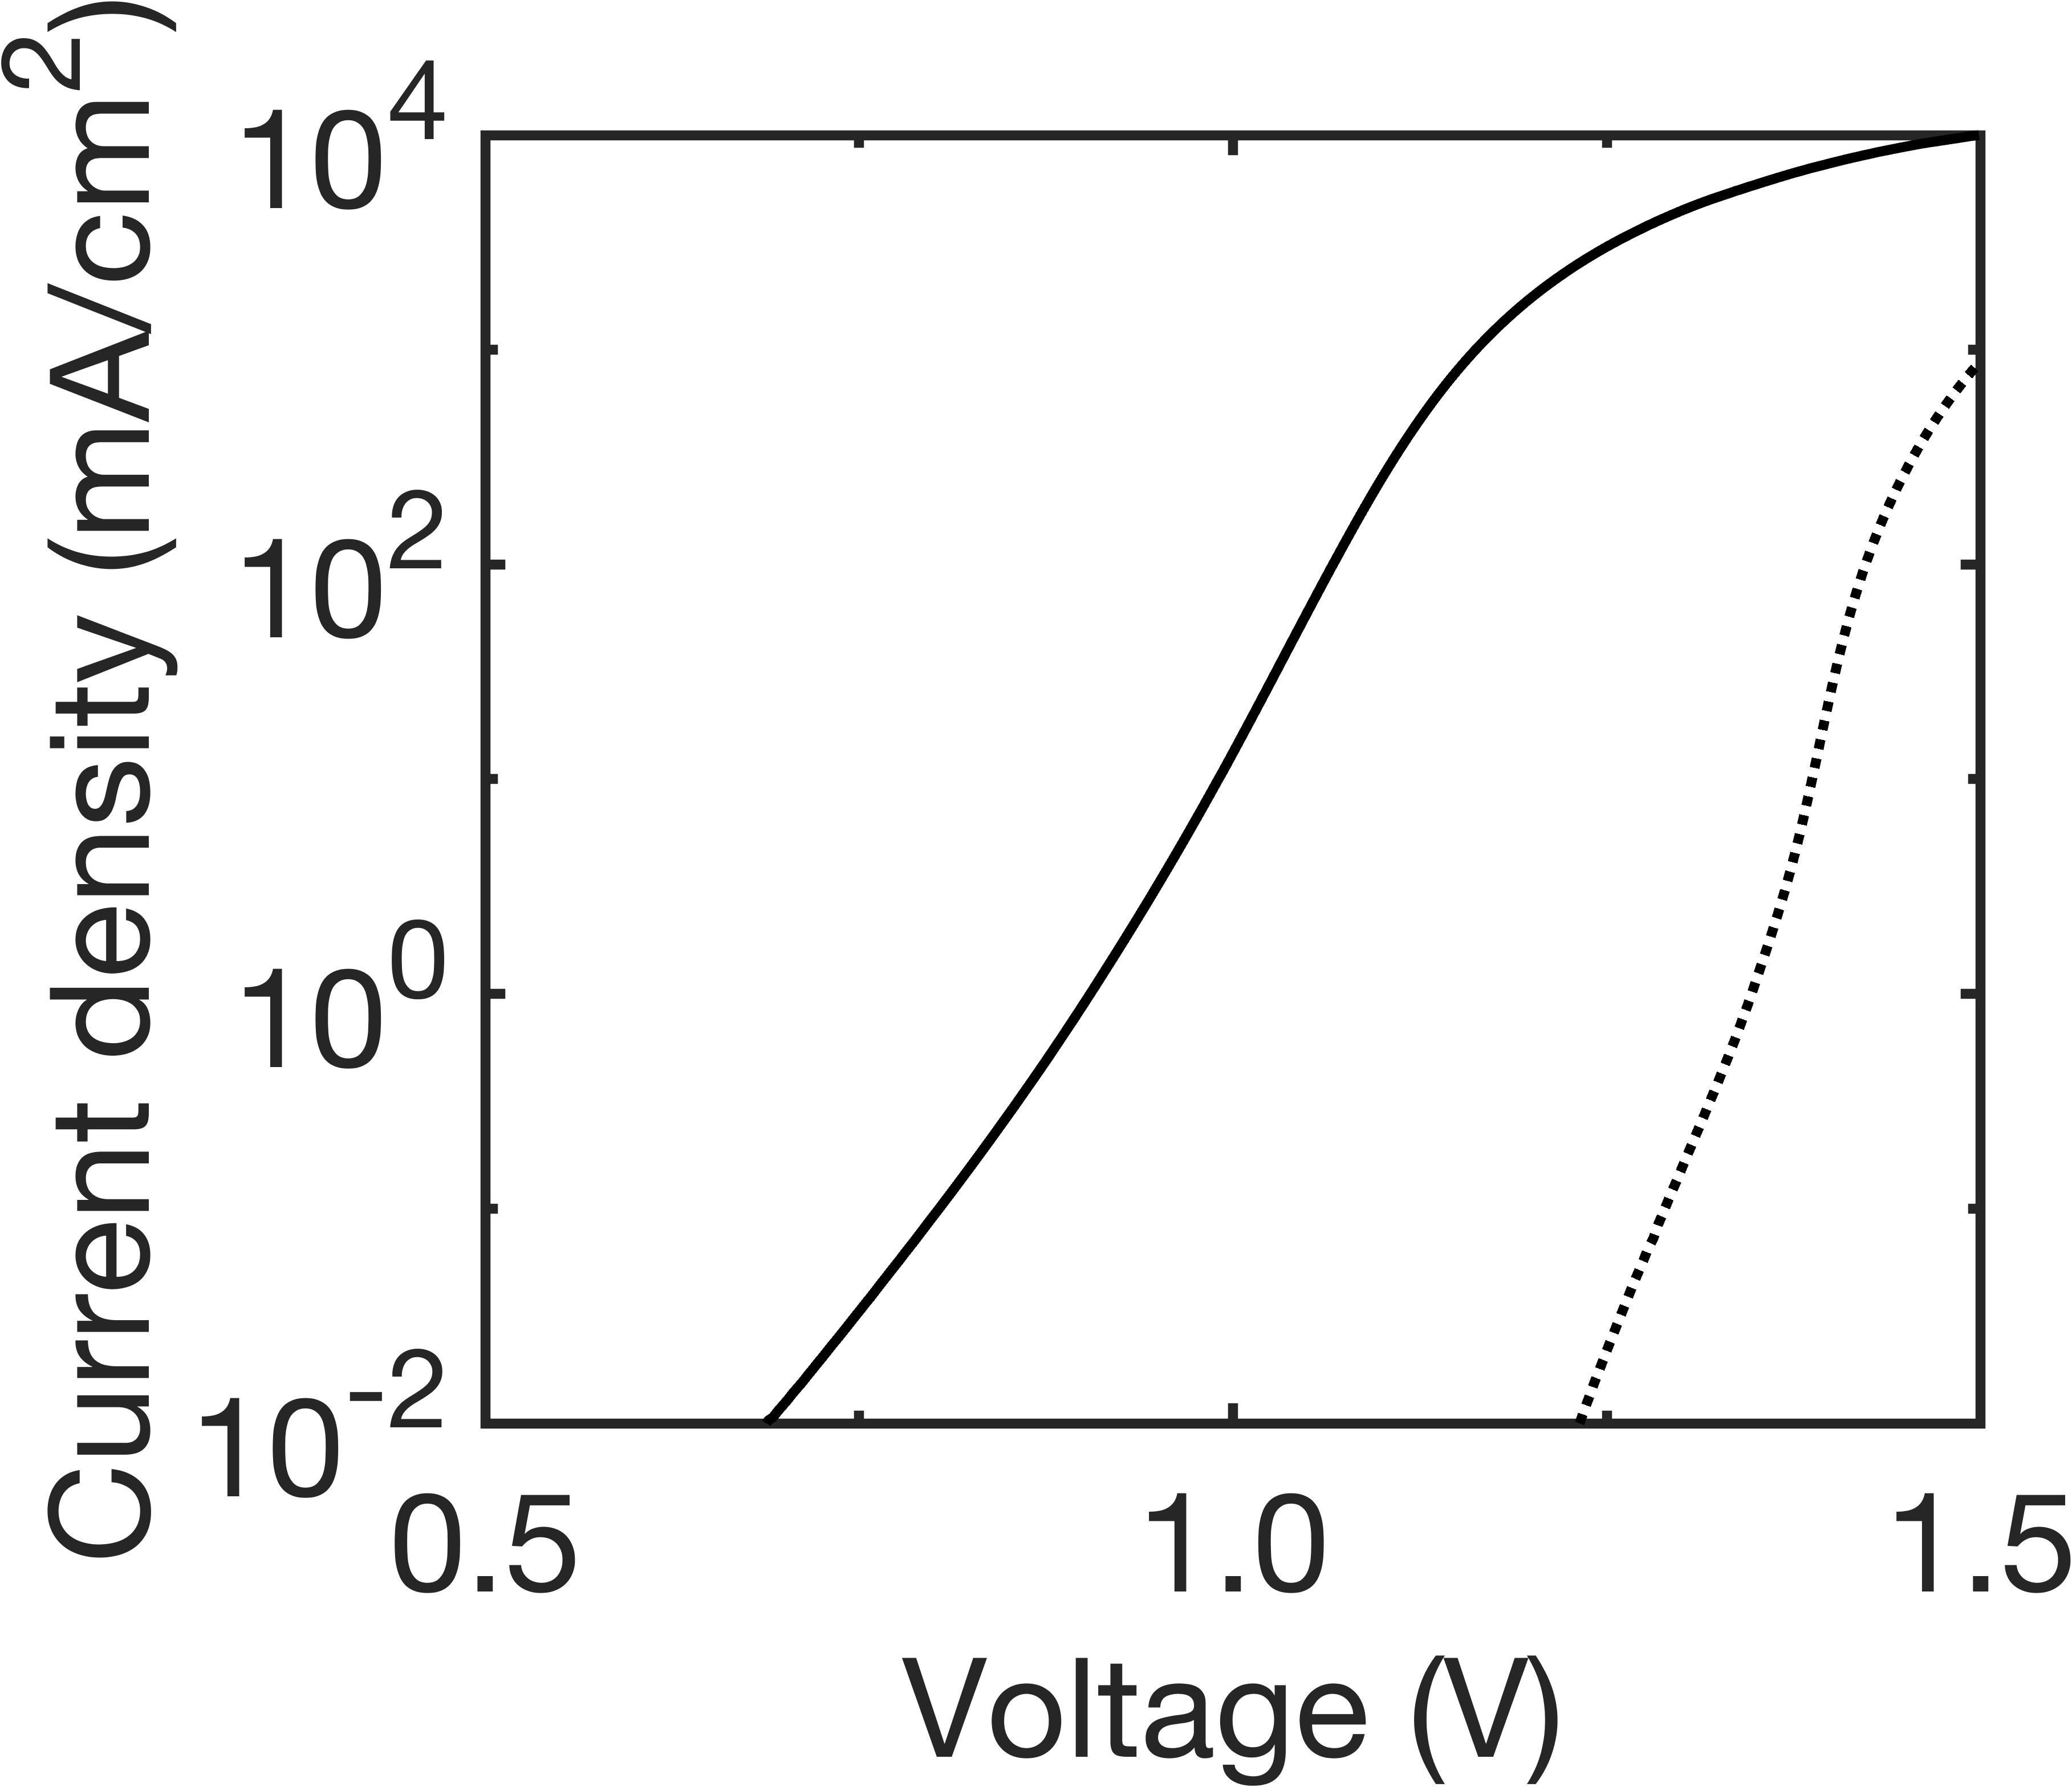 Current density (mA/cm²)
10⁴
10²
10⁰
10⁻²
0.5 1.0 1.5
Voltage (V)